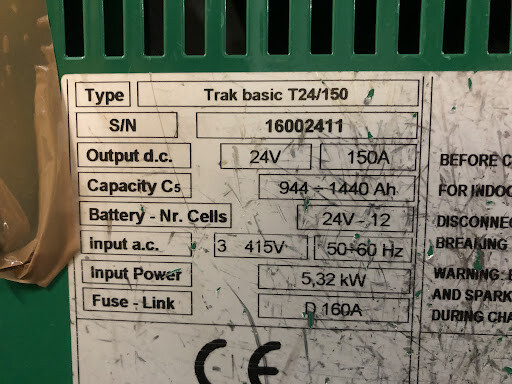 Type Trak basic T24/150
S/N 16002411
Output d.c. 24V 150A
Capacity C5 944 ÷ 1440 Ah
Battery - Nr. Cells 24V - 12
input a.c. 3 415V 50÷60 Hz
Input Power 5,32 kW
Fuse - Link D 160A
CE
BEFORE C
FOR INDOO
DISCONNEC
BREAKING
WARNING: E
AND SPARK
DURING CHA